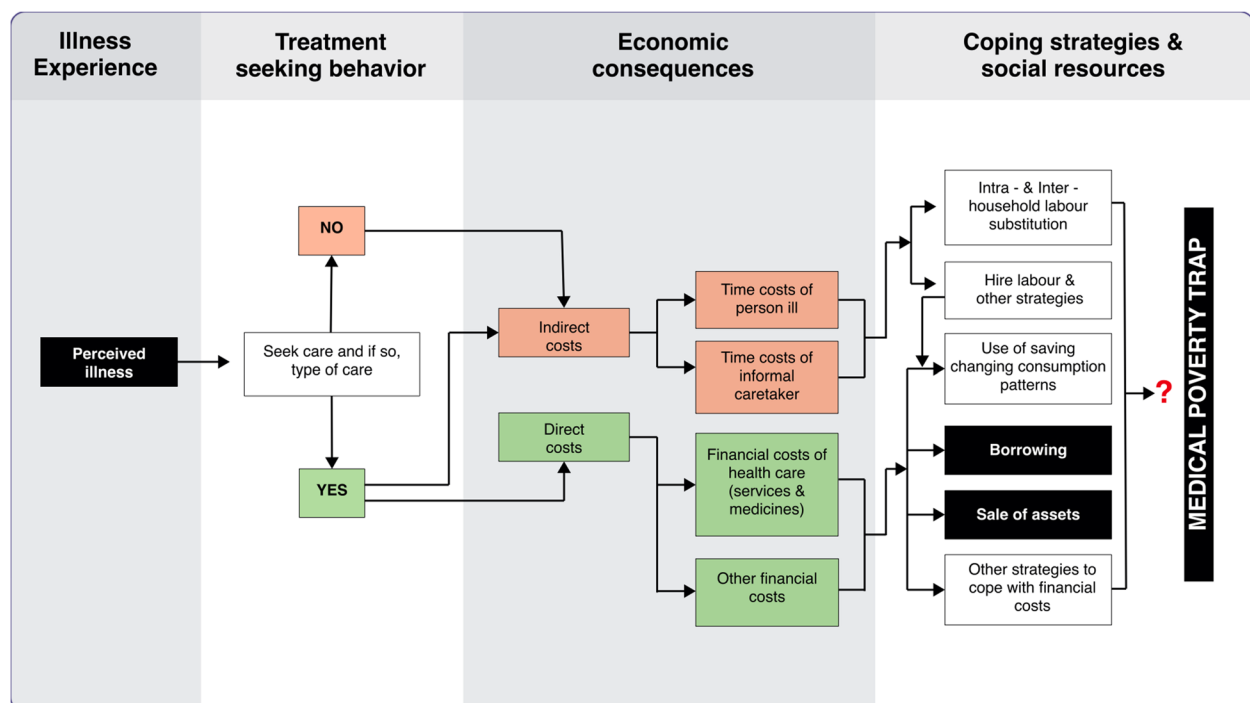 Illness
Experience
Treatment
seeking behavior
Economic
consequences
Coping strategies &
social resources
Perceived
illness
NO
Seek care and if so,
type of care
YES
Indirect
costs
Direct
costs
Time costs of
person ill
Time costs of
informal
caretaker
Financial costs of
health care
(services &
medicines)
Other financial
costs
Intra - & Inter -
household labour
substitution
Hire labour &
other strategies
Use of saving
changing consumption
patterns
Borrowing
Sale of assets
Other strategies to
cope with financial
costs
?
MEDICAL POVERTY TRAP